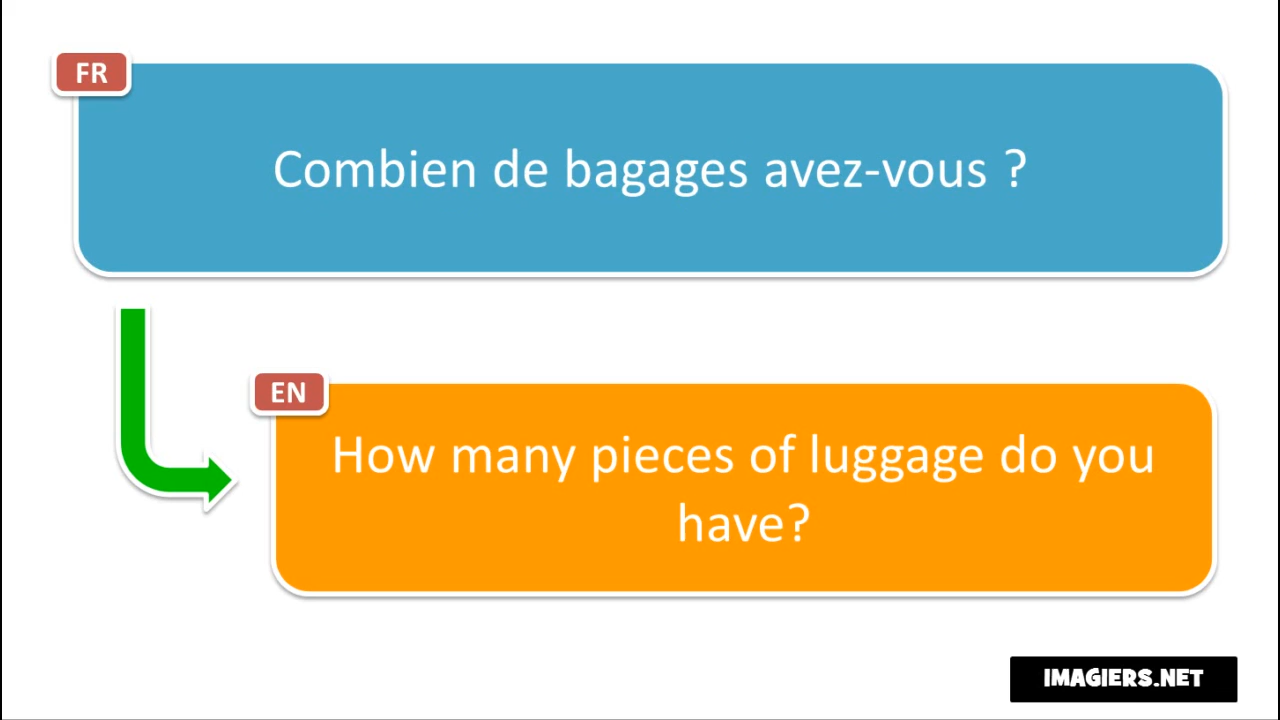 FR
Combien de bagages avez-vous ?
EN
How many pieces of luggage do you
have?
IMAGIERS.NET